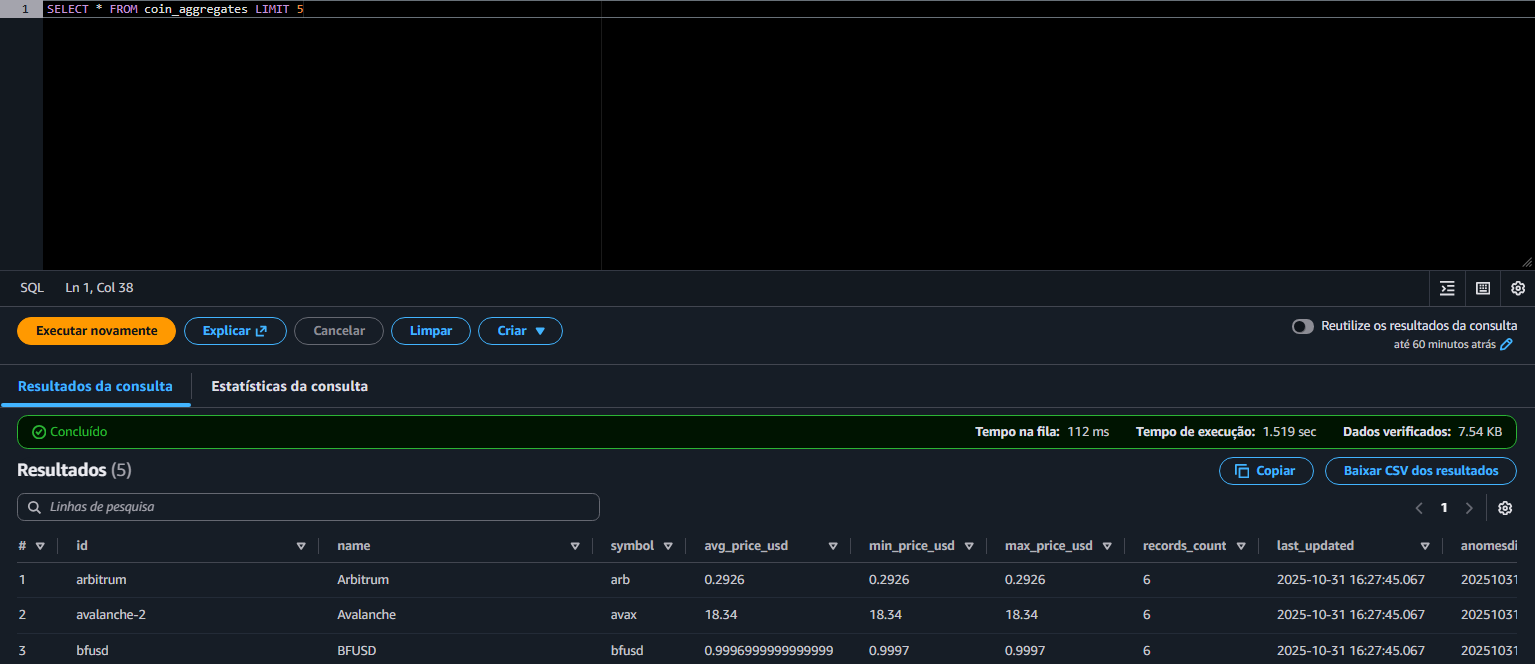 1 SELECT * FROM coin_aggregates LIMIT 5
SQL Ln 1, Col 38
Executar novamente Explicar Cancelar Limpar Criar Reutilize os resultados da consulta
até 60 minutos atrás
Resultados da consulta Estatísticas da consulta
Concluído Tempo na fila: 112 ms Tempo de execução: 1.519 sec Dados verificados: 7.54 KB
Resultados (5) Copiar Baixar CSV dos resultados
Linhas de pesquisa 1
# id name symbol avg_price_usd min_price_usd max_price_usd records_count last_updated anomesdi
1 arbitrum Arbitrum arb 0.2926 0.2926 0.2926 6 2025-10-31 16:27:45.067 20251031
2 avalanche-2 Avalanche avax 18.34 18.34 18.34 6 2025-10-31 16:27:45.067 20251031
3 bfusd BFUSD bfusd 0.9996999999999999 0.9997 0.9997 6 2025-10-31 16:27:45.067 20251031